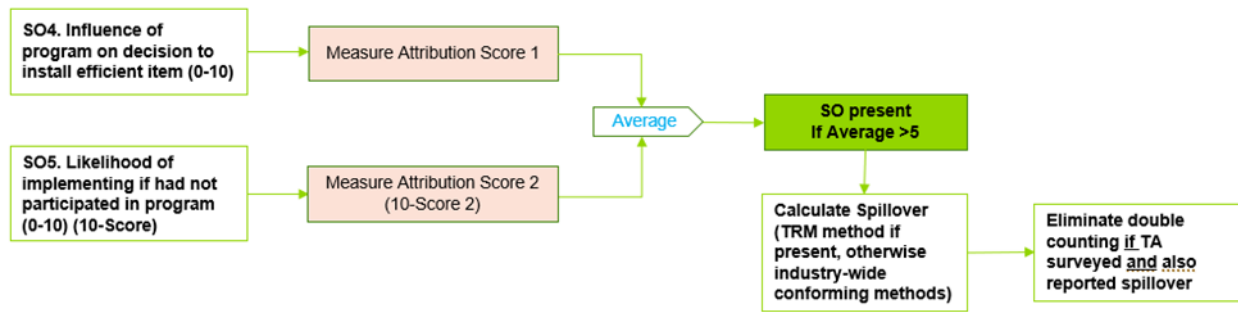 SO4. Influence of
program on decision to
install efficient item (0-10)
Measure Attribution Score 1
Average
SO present
If Average >5
SO5. Likelihood of
implementing if had not
participated in program
(0-10) (10-Score)
Measure Attribution Score 2
(10-Score 2)
Calculate Spillover
(TRM method if
present, otherwise
industry-wide
conforming methods)
Eliminate double
counting if TA
surveyed and also
reported spillover